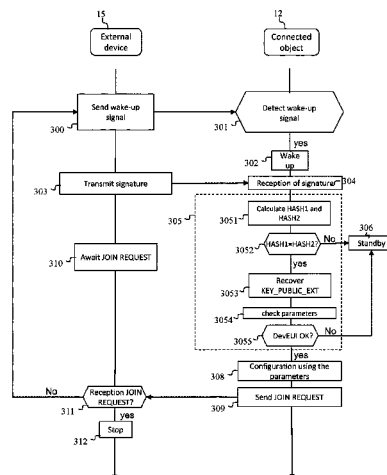 15
12
External
device
Connected
object
Send wake-up
signal
300
Detect wake-up
signal
301
yes
302
Wake
up
303
Transmit signature
Reception of signature
304
305
3051
Calculate HASH1 and
HASH2
306
3052
HASH1=HASH2?
No
Standby
310
Await JOIN REQUEST
yes
3053
Recover
KEY_PUBLIC_EXT
3054
check parameters
3055
DevEUI OK?
No
yes
308
Configuration using the
parameters
No
Reception JOIN
REQUEST?
311
309
Send JOIN REQUEST
yes
312
Stop